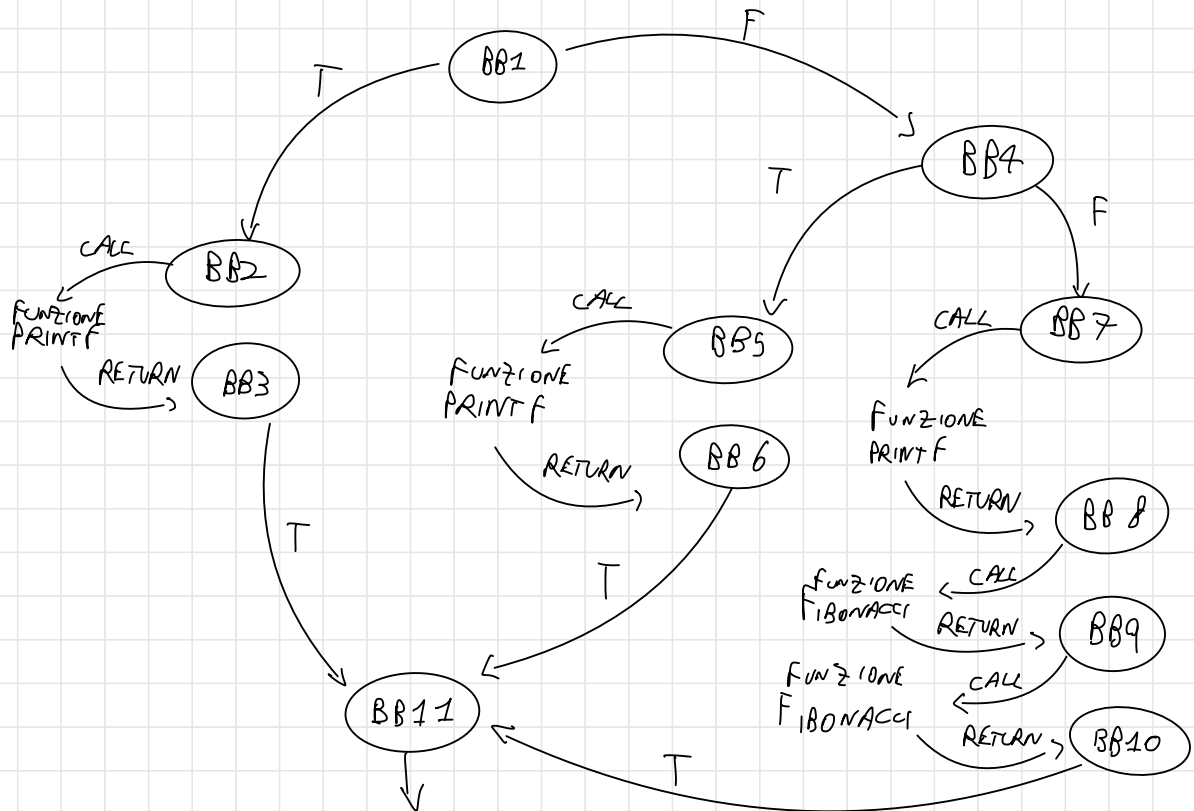 BB1
F
T
BB4
T
F
CALL
BB2
FUNZIONE
PRINTF
RETURN
BB3
CALL
BB5
FUNZIONE
PRINTF
RETURN
BB6
CALL
BB7
FUNZIONE
PRINTF
RETURN
BB8
CALL
FUNZIONE
FIBONACCI
RETURN
BB9
CALL
FUNZIONE
FIBONACCI
RETURN
BB10
T
T
T
BB11